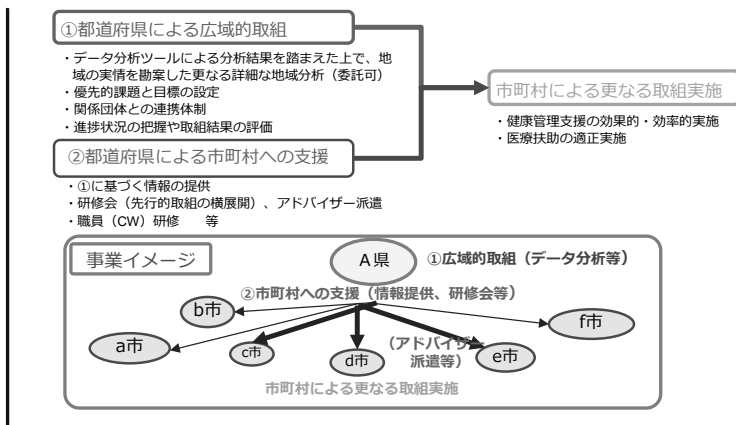 ①都道府県による広域的取組
・データ分析ツールによる分析結果を踏まえた上で、地
域の実情を勘案した更なる詳細な地域分析（委託可）
・優先的課題と目標の設定
・関係団体との連携体制
・進捗状況の把握や取組結果の評価
②都道府県による市町村への支援
・①に基づく情報の提供
・研修会（先行的取組の横展開）、アドバイザー派遣
・職員（CW）研修　等
市町村による更なる取組実施
・健康管理支援の効果的・効率的実施
・医療扶助の適正実施
事業イメージ
A県
①広域的取組（データ分析等）
②市町村への支援（情報提供、研修会等）
b市
f市
a市
c市
d市
（アドバイザー
派遣等）
e市
市町村による更なる取組実施